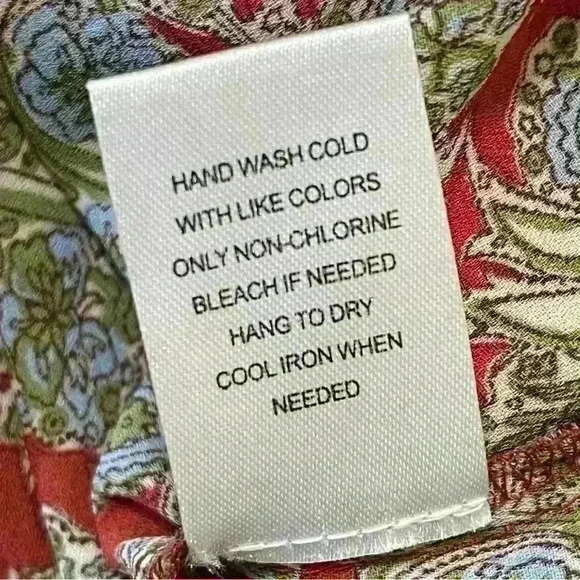 HAND WASH COLD
WITH LIKE COLORS
ONLY NON-CHLORINE
BLEACH IF NEEDED
HANG TO DRY
COOL IRON WHEN
NEEDED